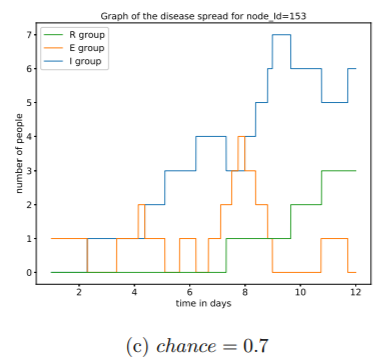 Graph of the disease spread for node_Id=153
R group
E group
I group
number of people
7
6
5
4
3
2
1
0
2 4 6 8 10 12
time in days
(c) chance = 0.7